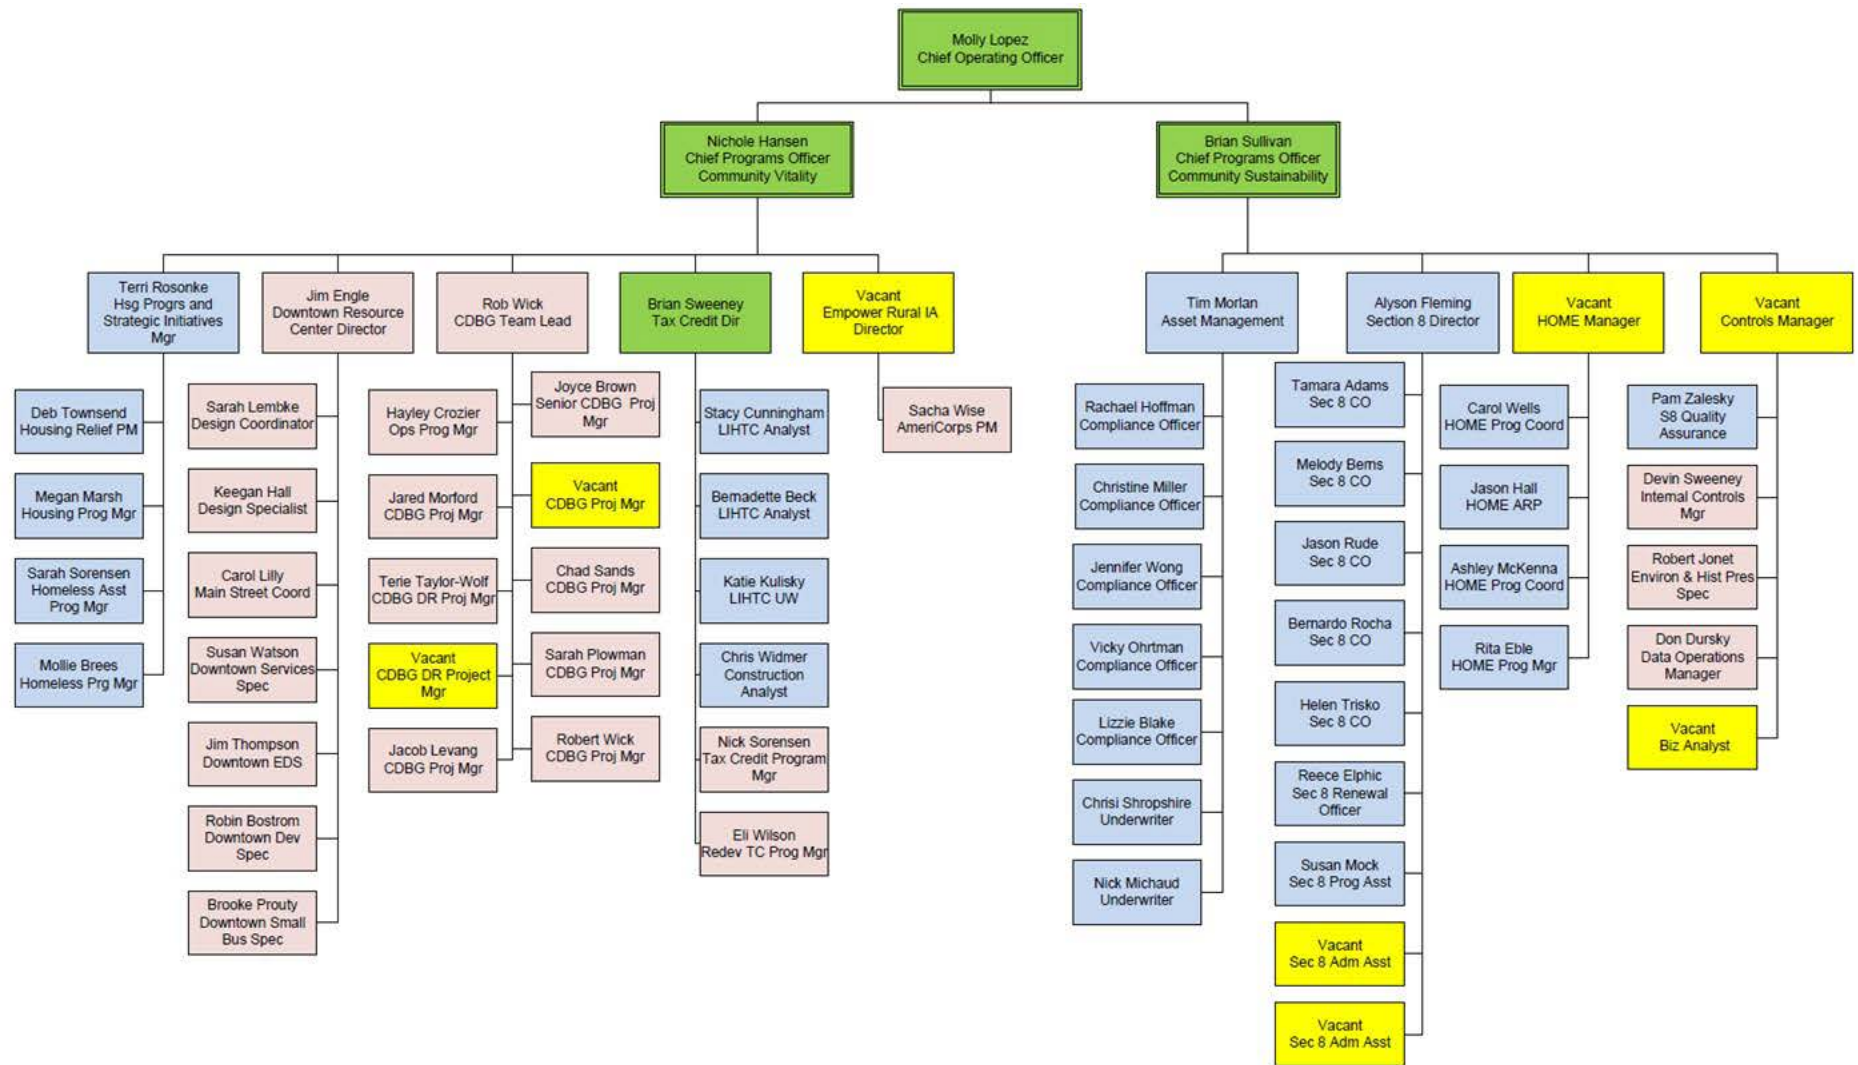 Molly Lopez
Chief Operating Officer
Nichole Hansen
Chief Programs Officer
Community Vitality
Brian Sullivan
Chief Programs Officer
Community Sustainability
Terri Rosonke
Hsg Progrs and
Strategic Initiatives
Mgr
Jim Engle
Downtown Resource
Center Director
Rob Wick
CDBG Team Lead
Brian Sweeney
Tax Credit Dir
Vacant
Empower Rural IA
Director
Tim Morlan
Asset Management
Alyson Fleming
Section 8 Director
Vacant
HOME Manager
Vacant
Controls Manager
Deb Townsend
Housing Relief PM
Megan Marsh
Housing Prog Mgr
Sarah Sorensen
Homeless Asst
Prog Mgr
Mollie Brees
Homeless Prg Mgr
Sarah Lembke
Design Coordinator
Keegan Hall
Design Specialist
Carol Lilly
Main Street Coord
Susan Watson
Downtown Services
Spec
Jim Thompson
Downtown EDS
Robin Bostrom
Downtown Dev
Spec
Brooke Prouty
Downtown Small
Bus Spec
Hayley Crozier
Ops Prog Mgr
Jared Morford
CDBG Proj Mgr
Terie Taylor-Wolf
CDBG DR Proj Mgr
Vacant
CDBG DR Project
Mgr
Jacob Levang
CDBG Proj Mgr
Joyce Brown
Senior CDBG Proj
Mgr
Vacant
CDBG Proj Mgr
Chad Sands
CDBG Proj Mgr
Sarah Plowman
CDBG Proj Mgr
Robert Wick
CDBG Proj Mgr
Stacy Cunningham
LIHTC Analyst
Bernadette Beck
LIHTC Analyst
Katie Kulisky
LIHTC UW
Chris Widmer
Construction
Analyst
Nick Sorensen
Tax Credit Program
Mgr
Eli Wilson
Redev TC Prog Mgr
Sacha Wise
AmeriCorps PM
Rachael Hoffman
Compliance Officer
Christine Miller
Compliance Officer
Jennifer Wong
Compliance Officer
Vicky Ohrtman
Compliance Officer
Lizzie Blake
Compliance Officer
Chrisi Shropshire
Underwriter
Nick Michaud
Underwriter
Tamara Adams
Sec 8 CO
Melody Berns
Sec 8 CO
Jason Rude
Sec 8 CO
Bernardo Rocha
Sec 8 CO
Helen Trisko
Sec 8 CO
Reece Elphic
Sec 8 Renewal
Officer
Susan Mock
Sec 8 Prog Asst
Vacant
Sec 8 Adm Asst
Vacant
Sec 8 Adm Asst
Carol Wells
HOME Prog Coord
Jason Hall
HOME ARP
Ashley McKenna
HOME Prog Coord
Rita Eble
HOME Prog Mgr
Pam Zalesky
S8 Quality
Assurance
Devin Sweeney
Internal Controls
Mgr
Robert Jonet
Environ & Hist Pres
Spec
Don Dursky
Data Operations
Manager
Vacant
Biz Analyst